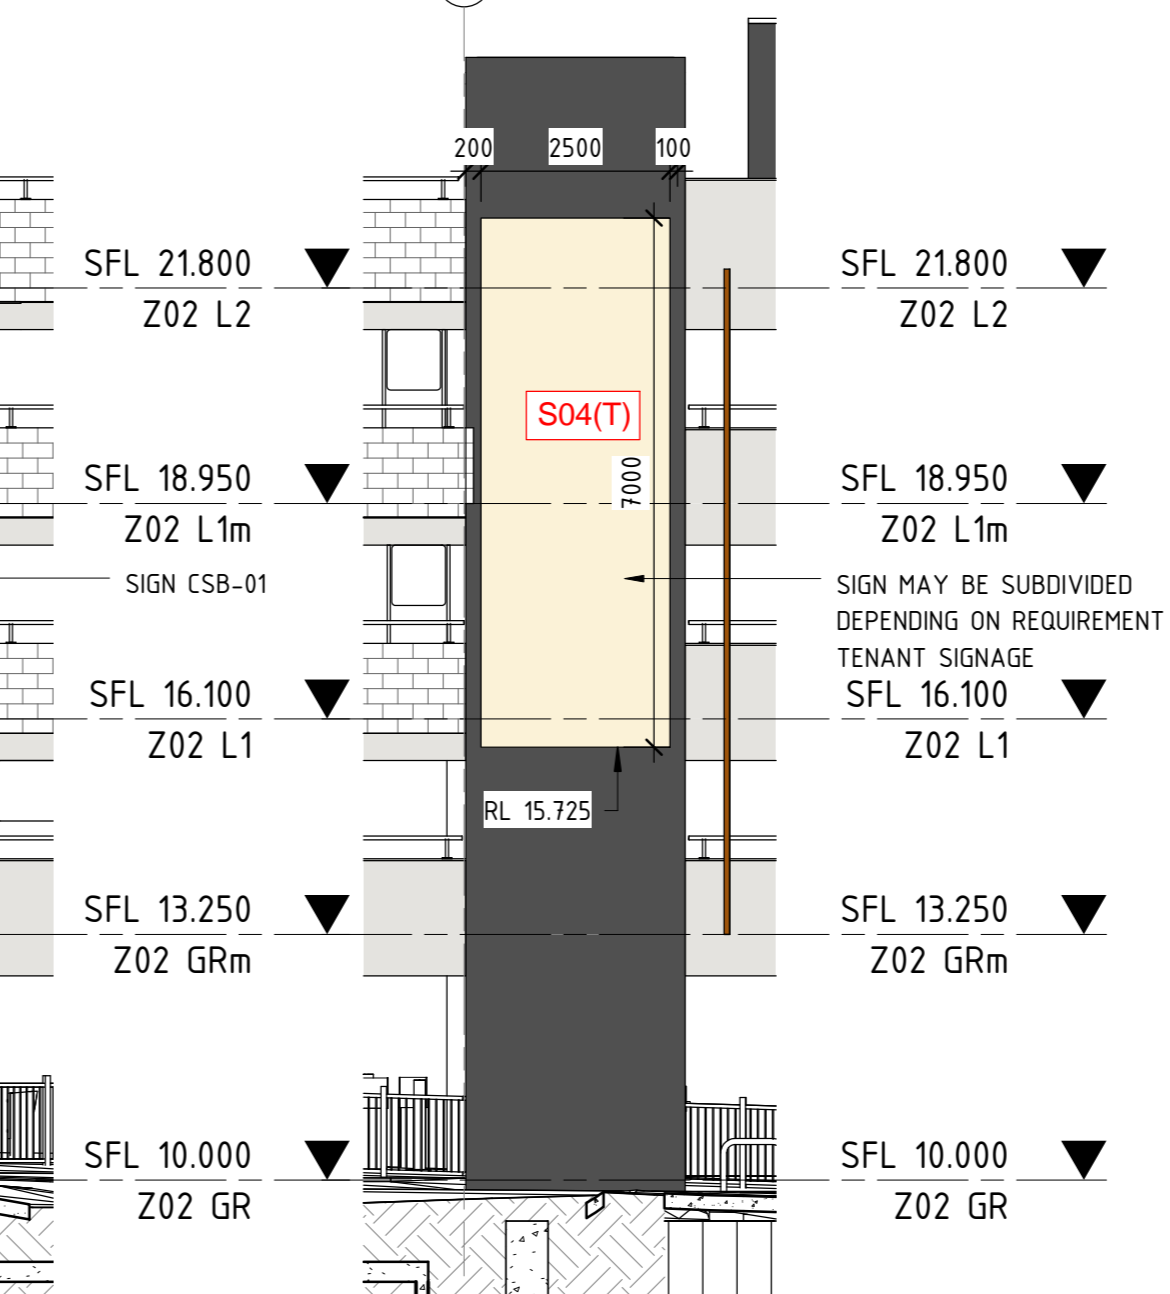 200 2500 100
SFL 21.800
Z02 L2
SFL 21.800
Z02 L2
S04(T)
7000
SFL 18.950
Z02 L1m
SFL 18.950
Z02 L1m
SIGN CSB-01
SIGN MAY BE SUBDIVIDED
DEPENDING ON REQUIREMENT
TENANT SIGNAGE
SFL 16.100
Z02 L1
SFL 16.100
Z02 L1
RL 15.725
SFL 13.250
Z02 GRm
SFL 13.250
Z02 GRm
SFL 10.000
Z02 GR
SFL 10.000
Z02 GR